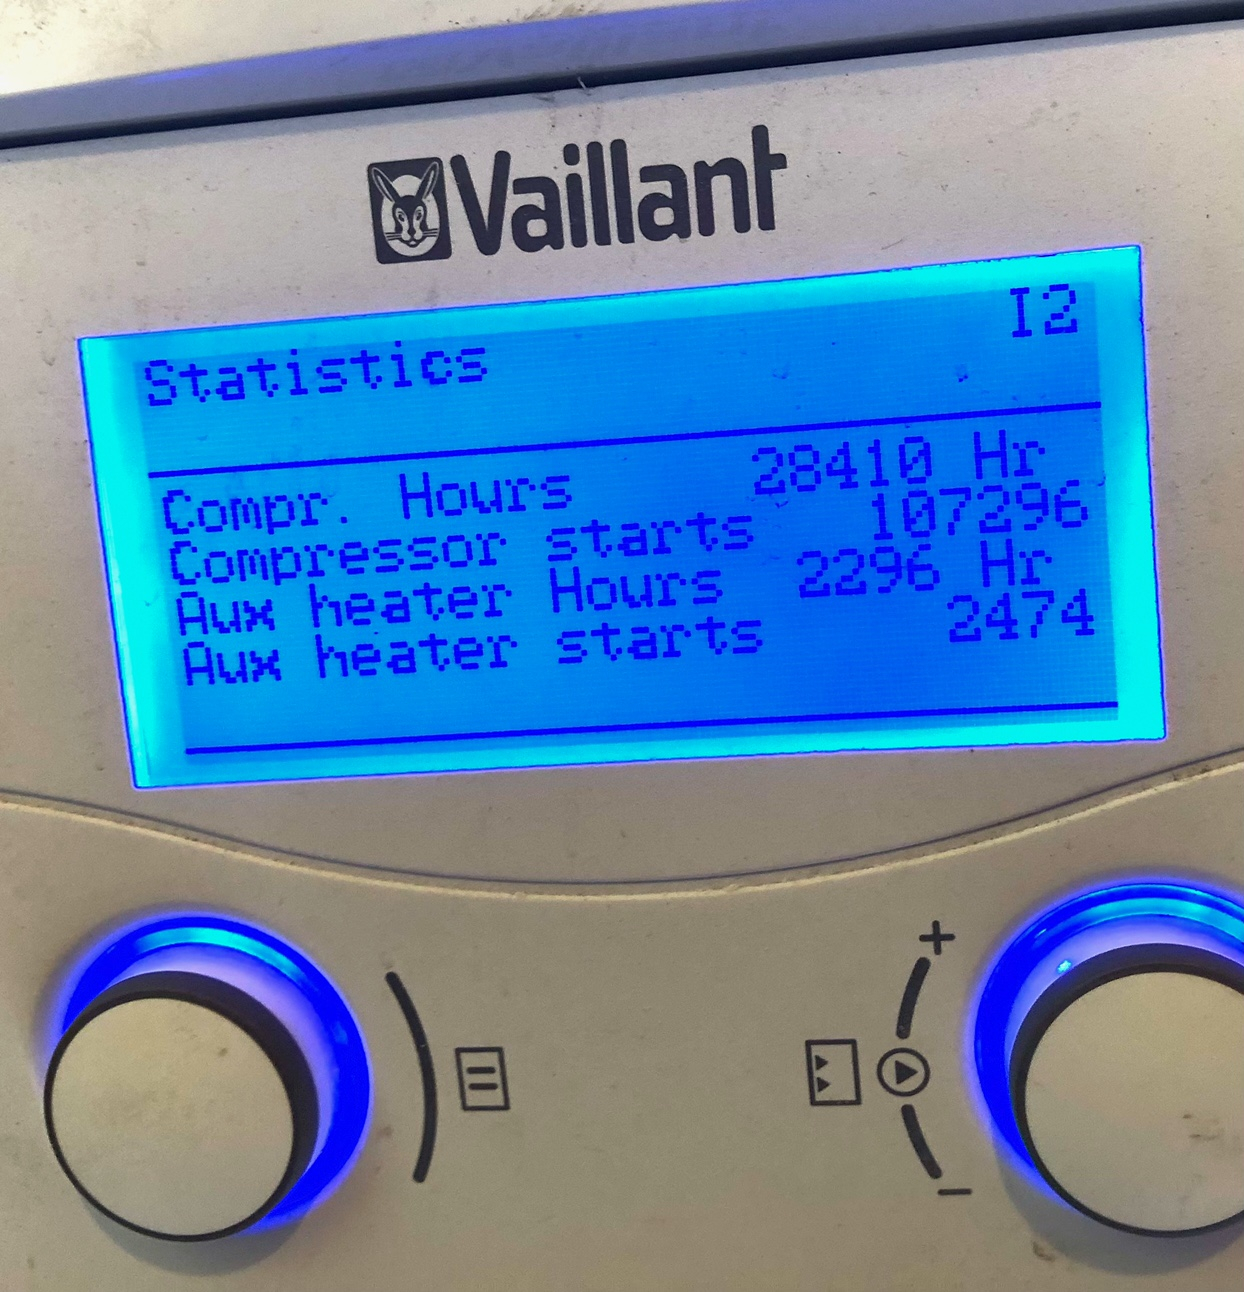 Vaillant
Statistics I2
Compr. Hours 28410 Hr
Compressor starts 107296
Aux heater Hours 2296 Hr
Aux heater starts 2474
+
−